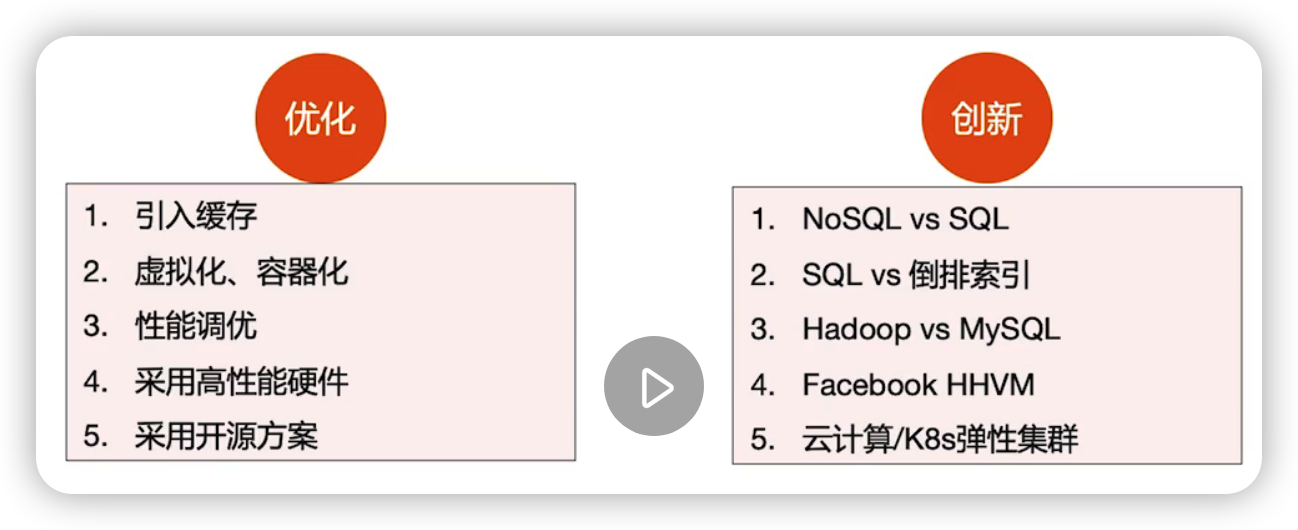 优化
1. 引入缓存
2. 虚拟化、容器化
3. 性能调优
4. 采用高性能硬件
5. 采用开源方案
创新
1. NoSQL vs SQL
2. SQL vs 倒排索引
3. Hadoop vs MySQL
4. Facebook HHVM
5. 云计算/K8s弹性集群